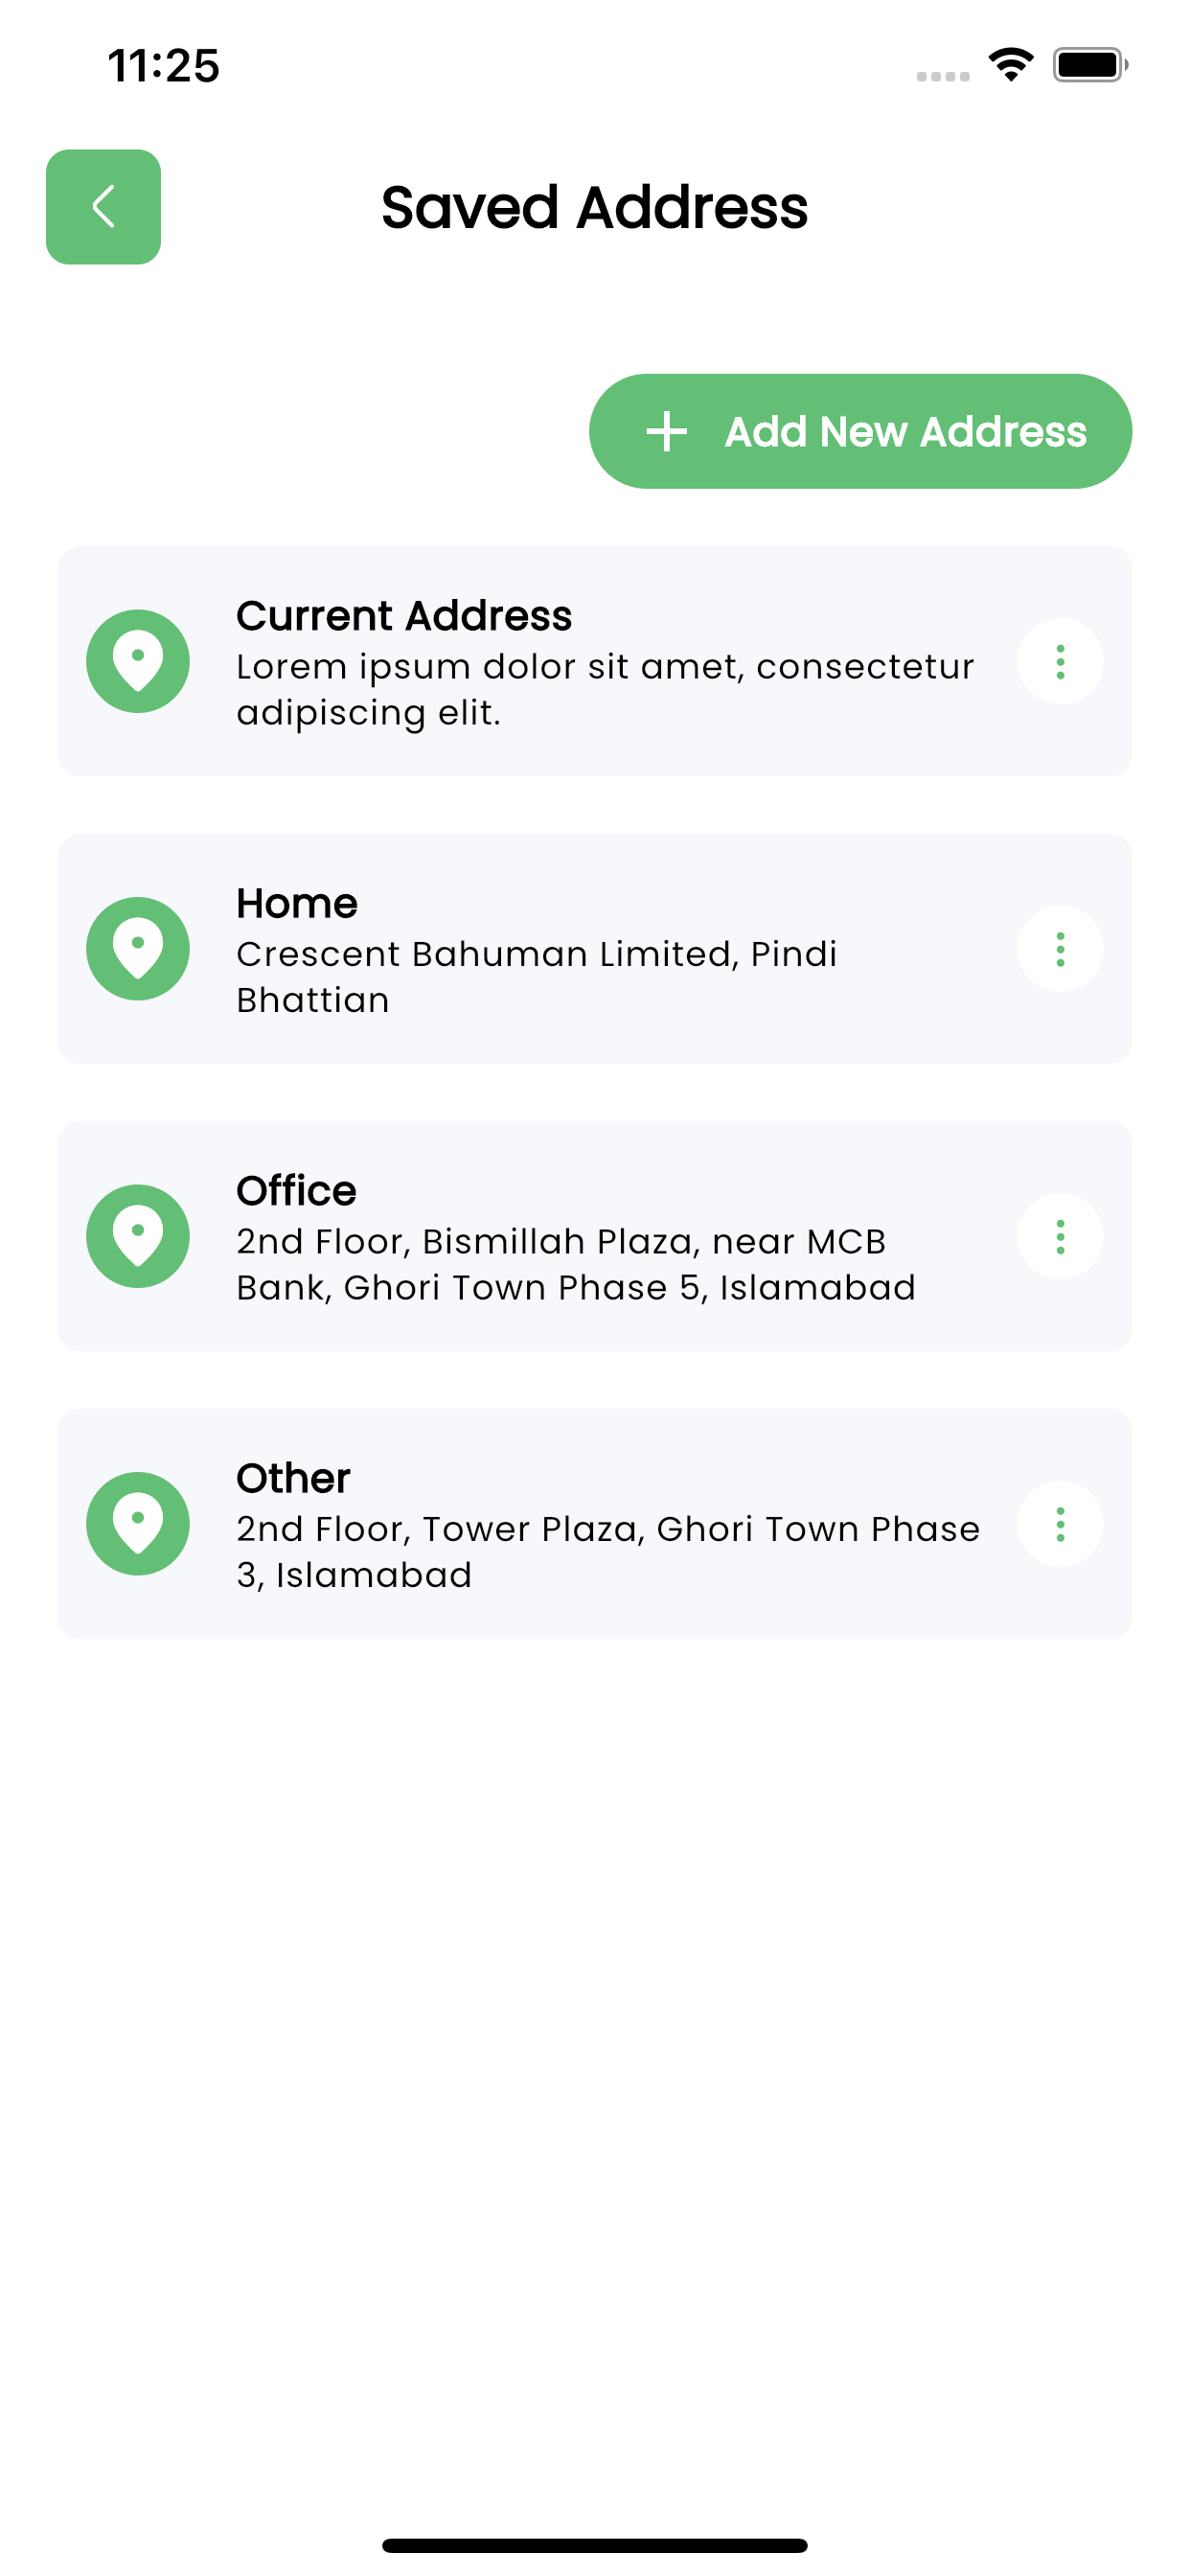 11:25
Saved Address
Add New Address
Current Address
Lorem ipsum dolor sit amet, consectetur
adipiscing elit.
Home
Crescent Bahuman Limited, Pindi
Bhattian
Office
2nd Floor, Bismillah Plaza, near MCB
Bank, Ghori Town Phase 5, Islamabad
Other
2nd Floor, Tower Plaza, Ghori Town Phase
3, Islamabad